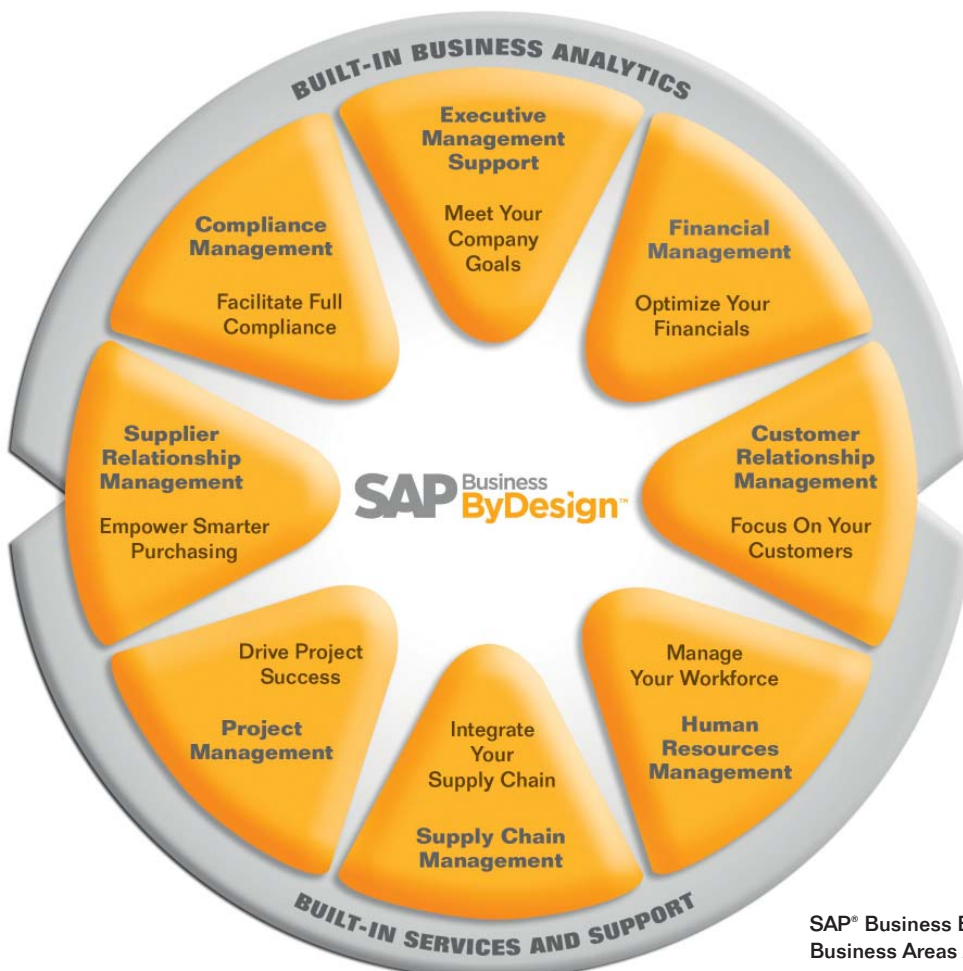 BUILT-IN BUSINESS ANALYTICS
Executive
Management
Support
Meet Your
Company
Goals
Financial
Management
Optimize Your
Financials
Customer
Relationship
Management
Focus On Your
Customers
Manage
Your Workforce
Human
Resources
Management
Integrate
Your
Supply Chain
Supply Chain
Management
Drive Project
Success
Project
Management
Supplier
Relationship
Management
Empower Smarter
Purchasing
Compliance
Management
Facilitate Full
Compliance
SAP Business
ByDesign™
BUILT-IN SERVICES AND SUPPORT
SAP® Business
Business Areas